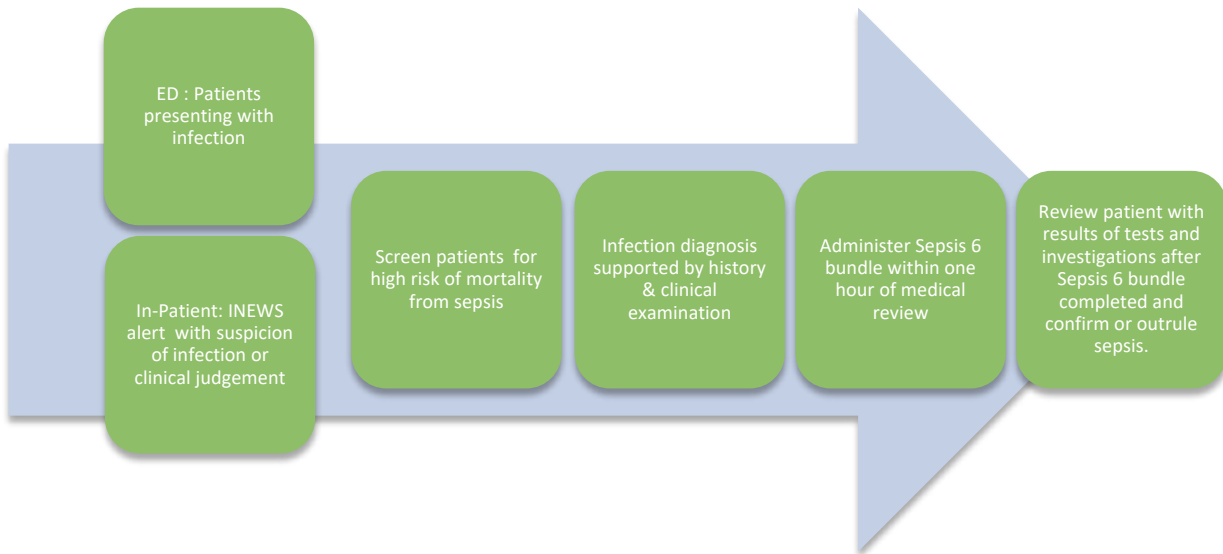 ED : Patients
presenting with
infection
In-Patient: INEWS
alert with suspicion
of infection or
clinical judgement
Screen patients for
high risk of mortality
from sepsis
Infection diagnosis
supported by history
& clinical
examination
Administer Sepsis 6
bundle within one
hour of medical
review
Review patient with
results of tests and
investigations after
Sepsis 6 bundle
completed and
confirm or outrule
sepsis.